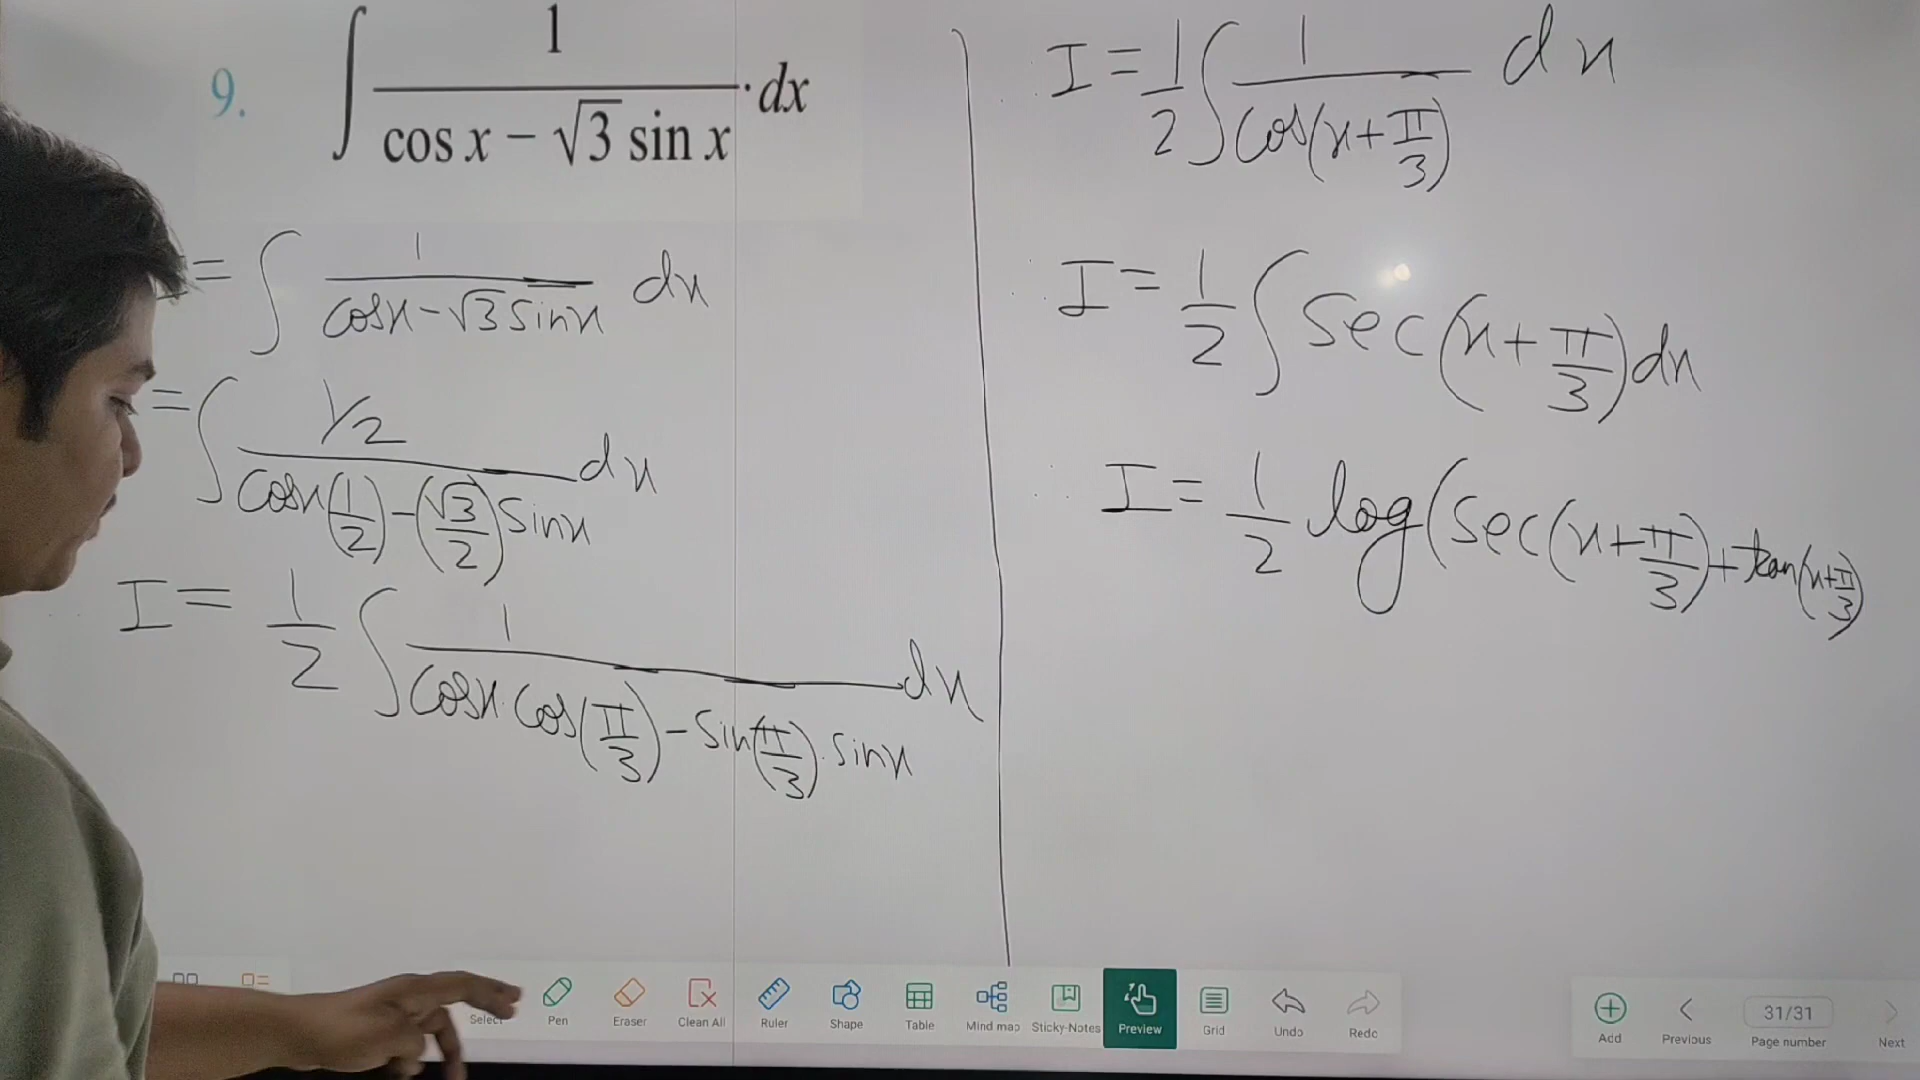 9. ∫ 1 / (cos x − √3 sin x) · dx
= ∫ 1 / (cosx − √3 sinx) dx
= ∫ 1/2 / (cosx (1/2) − (√3/2) sinx) dx
I = 1/2 ∫ 1 / (cosx. cos(π/3) − sin(π/3) . sinx) dx
∴ I = 1/2 ∫ 1 / cos(x + π/3) dx
∴ I = 1/2 ∫ sec(x + π/3) dx
∴ I = 1/2 log(sec(x + π/3) + tan(x + π/3)
Select Pen Eraser Clean All Ruler Shape Table Mind map Sticky-Notes Preview Grid Undo Redo Add Previous 31/31 Page number Next